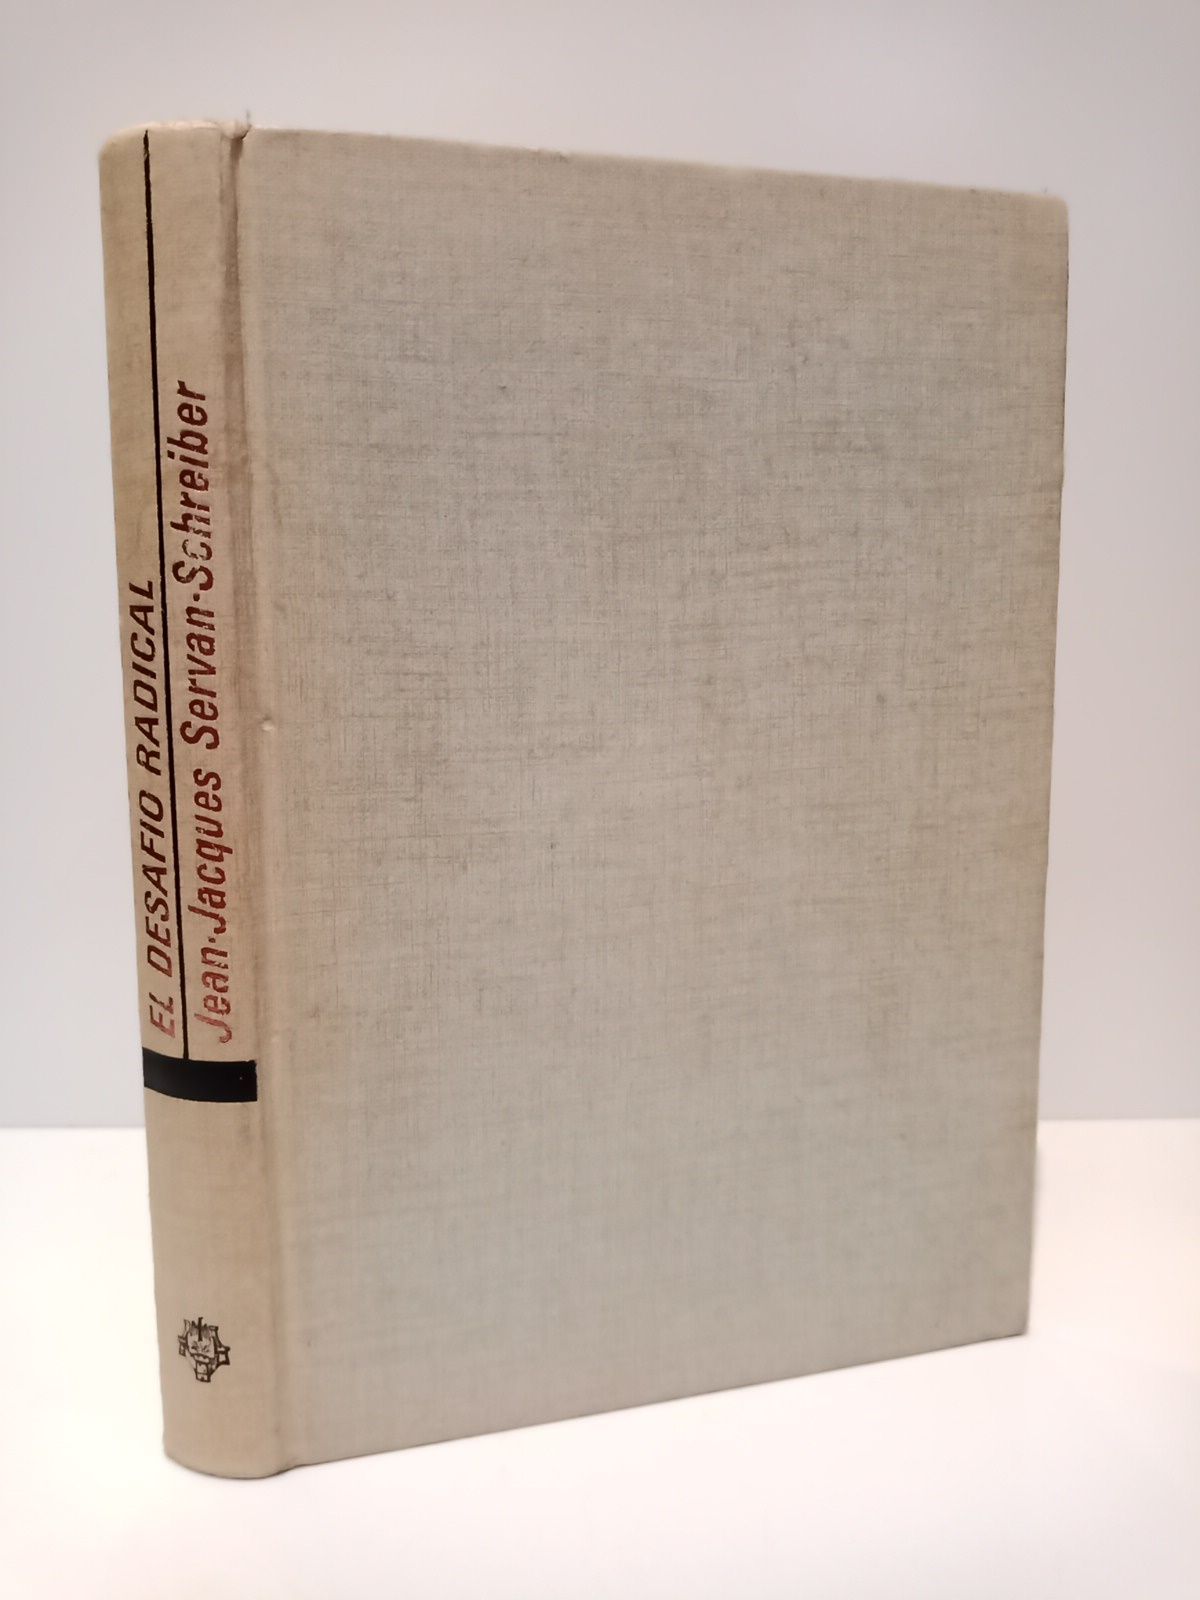 EL DESAFIO RADICAL
Jean-Jacques Servan-Schreiber